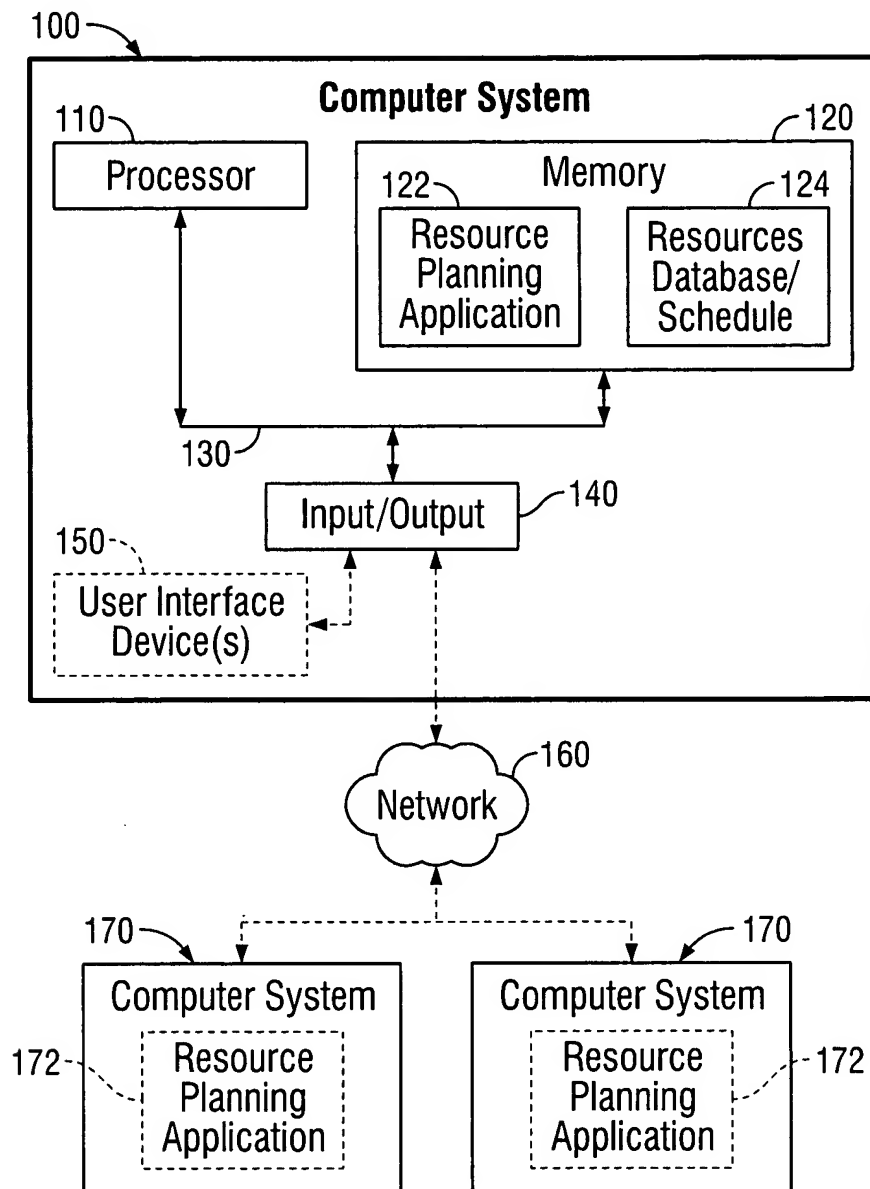 100
Computer System
110
120
Processor
Memory
122
124
Resource
Planning
Application
Resources
Database/
Schedule
130
140
Input/Output
150
User Interface
Device(s)
160
Network
170
170
Computer System
Computer System
172
Resource
Planning
Application
Resource
Planning
Application
172